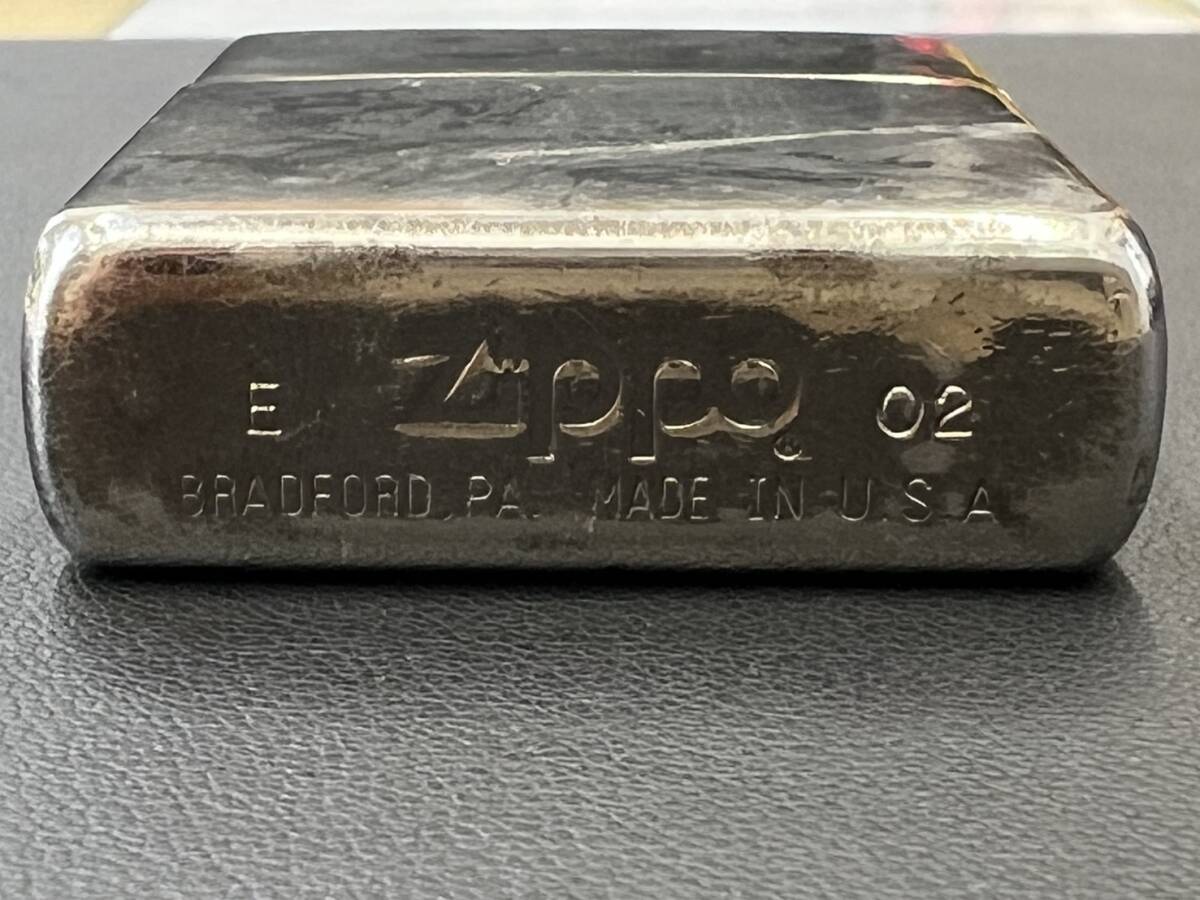 E Zippo® 02
BRADFORD, PA. MADE IN U.S.A